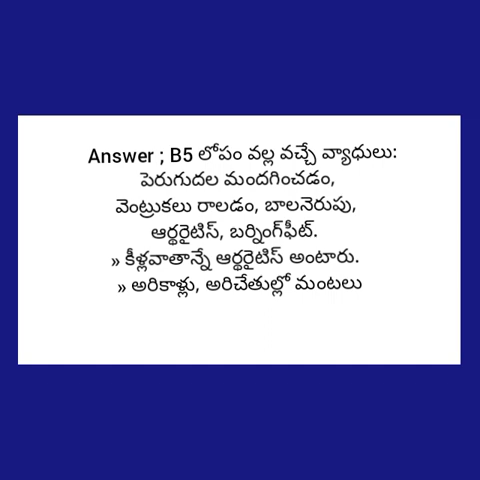 Answer ; B5 లోపం వల్ల వచ్చే వ్యాధులు:
పెరుగుదల మందగించడం,
వెంట్రుకలు రాలడం, బాలనెరుపు,
ఆర్థరైటిస్, బర్నింగ్‌ఫీట్.
» కీళ్లవాతాన్నే ఆర్థరైటిస్ అంటారు.
» అరికాళ్లు, అరిచేతుల్లో మంటలు